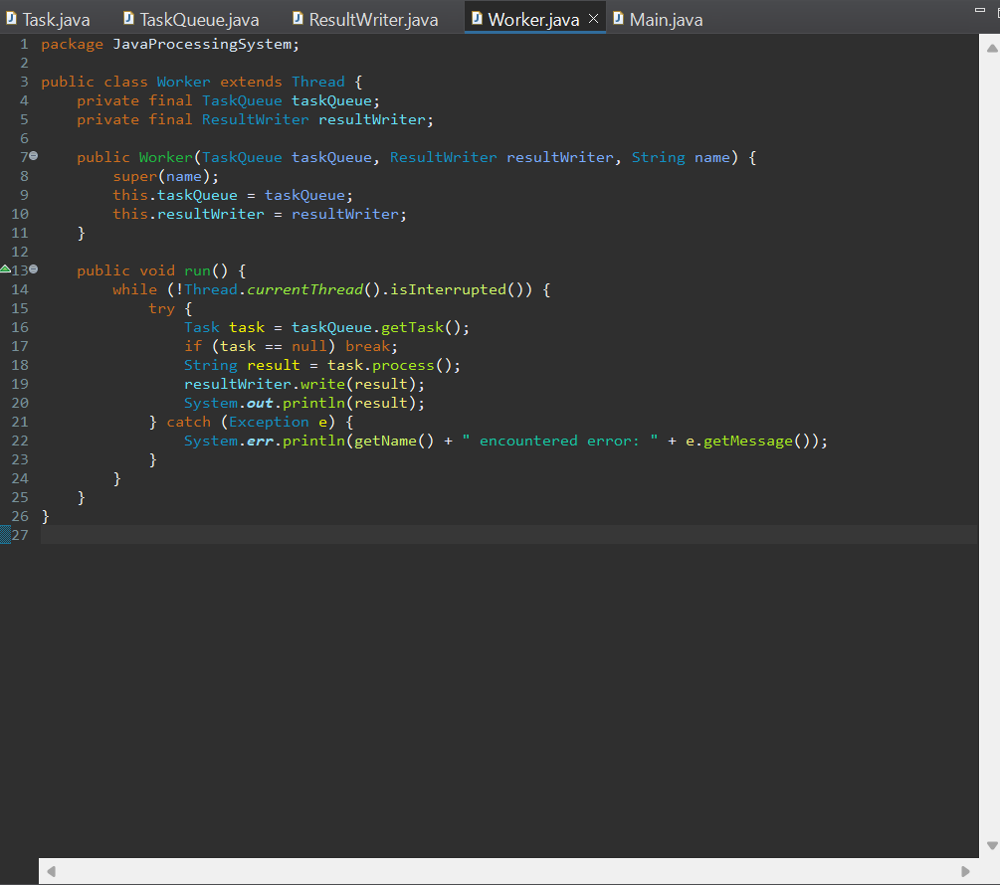 Task.java TaskQueue.java ResultWriter.java Worker.java Main.java
1 package JavaProcessingSystem;
2
3 public class Worker extends Thread {
4     private final TaskQueue taskQueue;
5     private final ResultWriter resultWriter;
6
7     public Worker(TaskQueue taskQueue, ResultWriter resultWriter, String name) {
8         super(name);
9         this.taskQueue = taskQueue;
10         this.resultWriter = resultWriter;
11     }
12
13     public void run() {
14         while (!Thread.currentThread().isInterrupted()) {
15             try {
16                 Task task = taskQueue.getTask();
17                 if (task == null) break;
18                 String result = task.process();
19                 resultWriter.write(result);
20                 System.out.println(result);
21             } catch (Exception e) {
22                 System.err.println(getName() + " encountered error: " + e.getMessage());
23             }
24         }
25     }
26 }
27